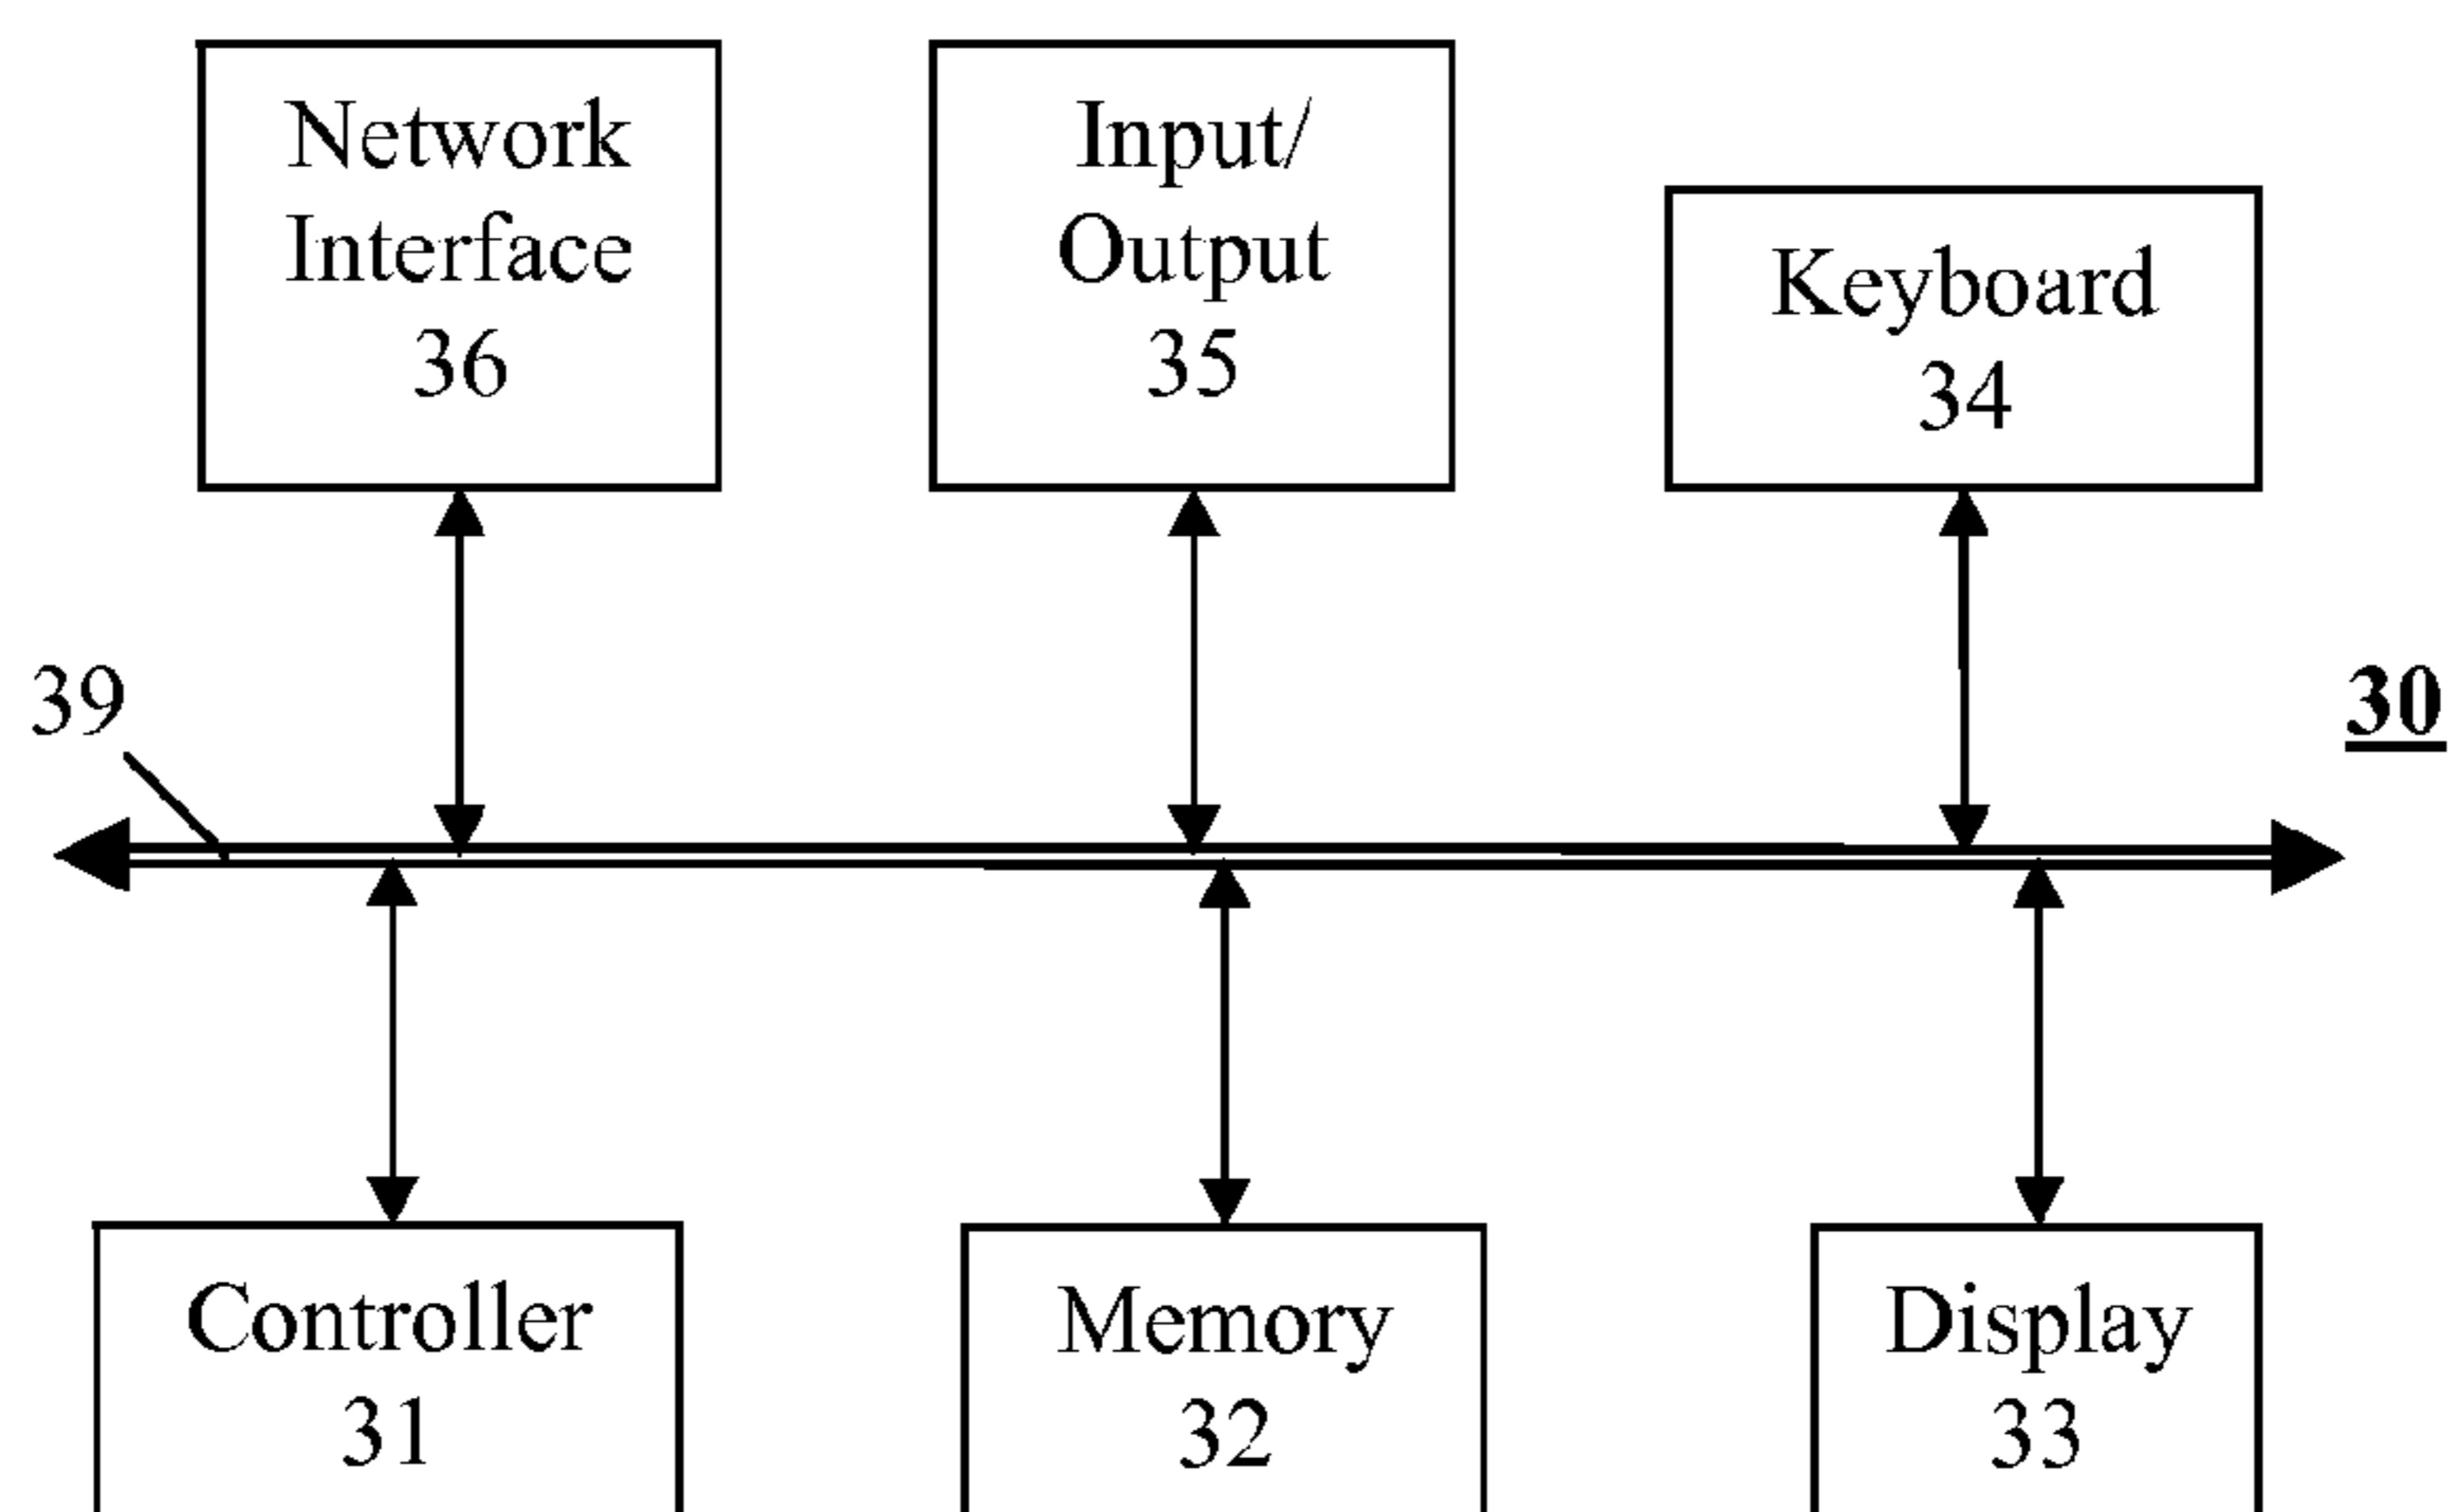 Network
Interface
36
Input/
Output
35
Keyboard
34
39
30
Controller
31
Memory
32
Display
33